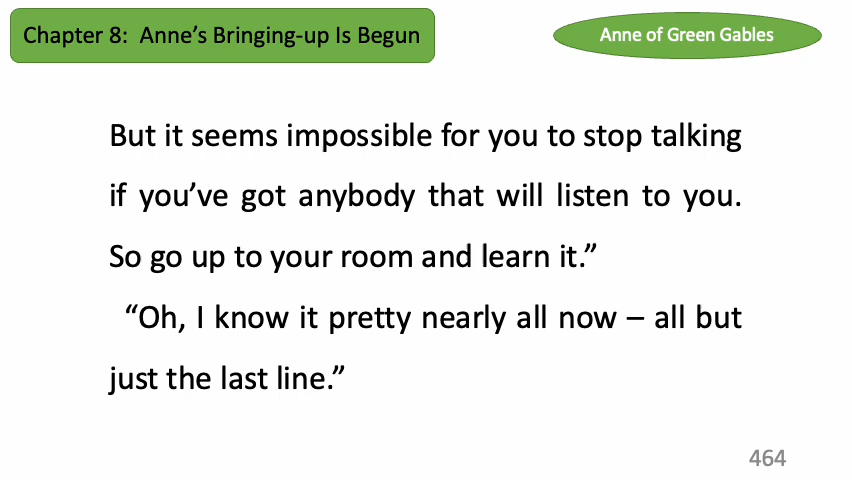 Chapter 8:  Anne’s Bringing-up Is Begun
Anne of Green Gables
But it seems impossible for you to stop talking
if you’ve got anybody that will listen to you.
So go up to your room and learn it.”
“Oh, I know it pretty nearly all now – all but
just the last line.”
464